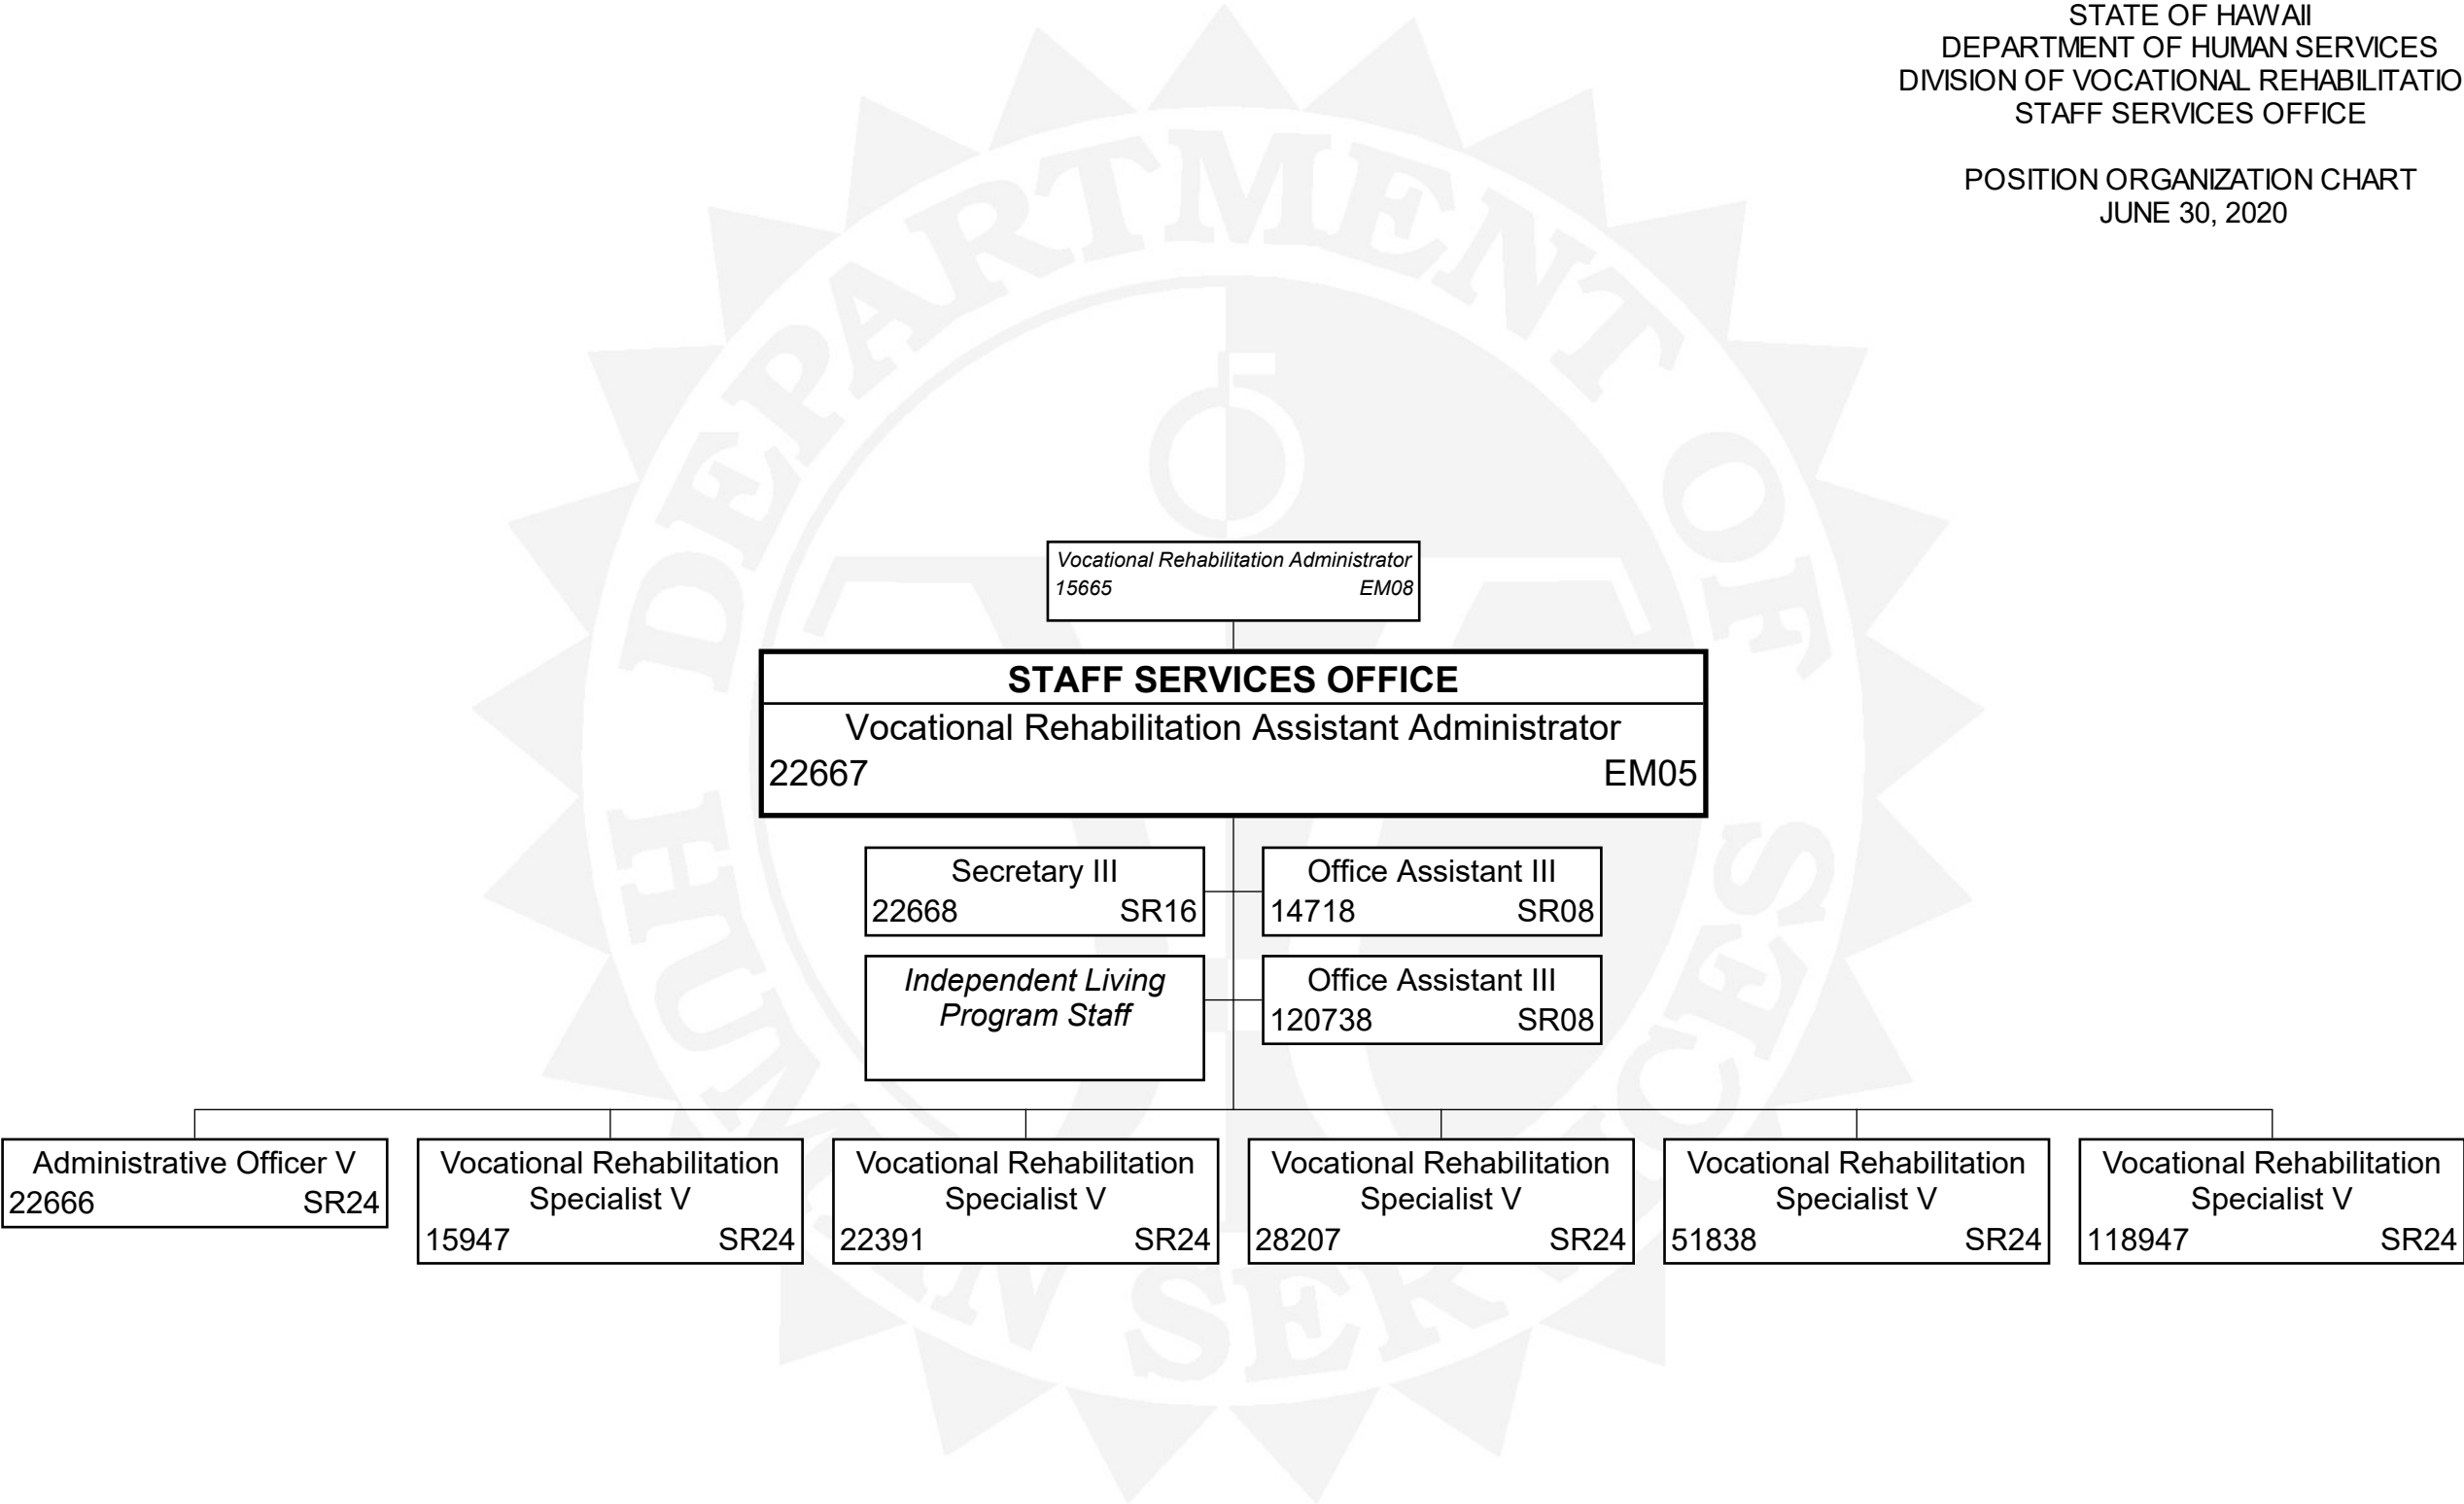 STATE OF HAWAII
DEPARTMENT OF HUMAN SERVICES
DIVISION OF VOCATIONAL REHABILITATIO
STAFF SERVICES OFFICE
POSITION ORGANIZATION CHART
JUNE 30, 2020
DEPARTMENT OF
HUMAN SERVICES
Vocational Rehabilitation Administrator
15665 EM08
STAFF SERVICES OFFICE
Vocational Rehabilitation Assistant Administrator
22667 EM05
Secretary III
22668 SR16
Office Assistant III
14718 SR08
Independent Living
Program Staff
Office Assistant III
120738 SR08
Administrative Officer V
22666 SR24
Vocational Rehabilitation
Specialist V
15947 SR24
Vocational Rehabilitation
Specialist V
22391 SR24
Vocational Rehabilitation
Specialist V
28207 SR24
Vocational Rehabilitation
Specialist V
51838 SR24
Vocational Rehabilitation
Specialist V
118947 SR24